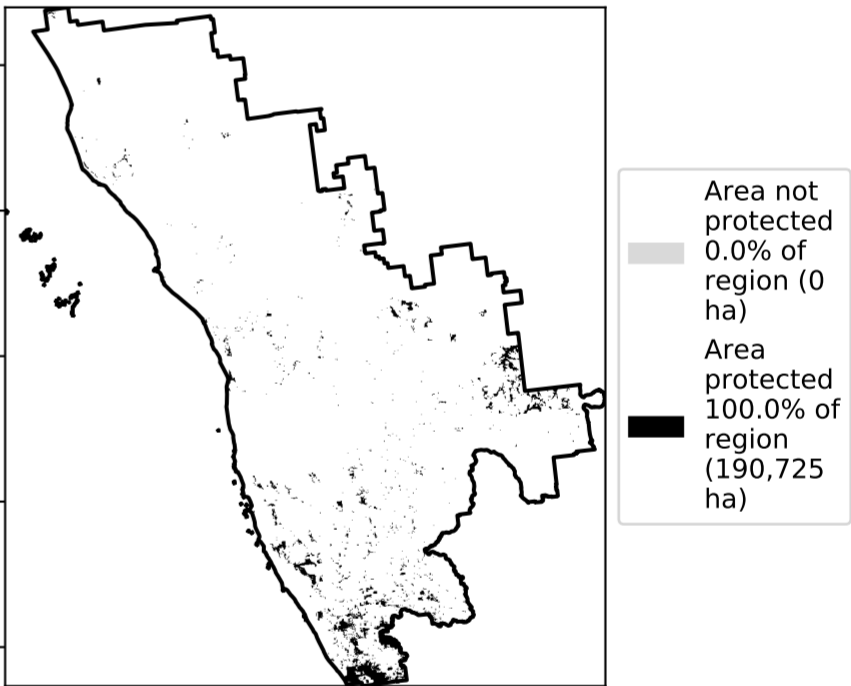 Area not
protected
0.0% of
region (0
ha)
Area
protected
100.0% of
region
(190,725
ha)